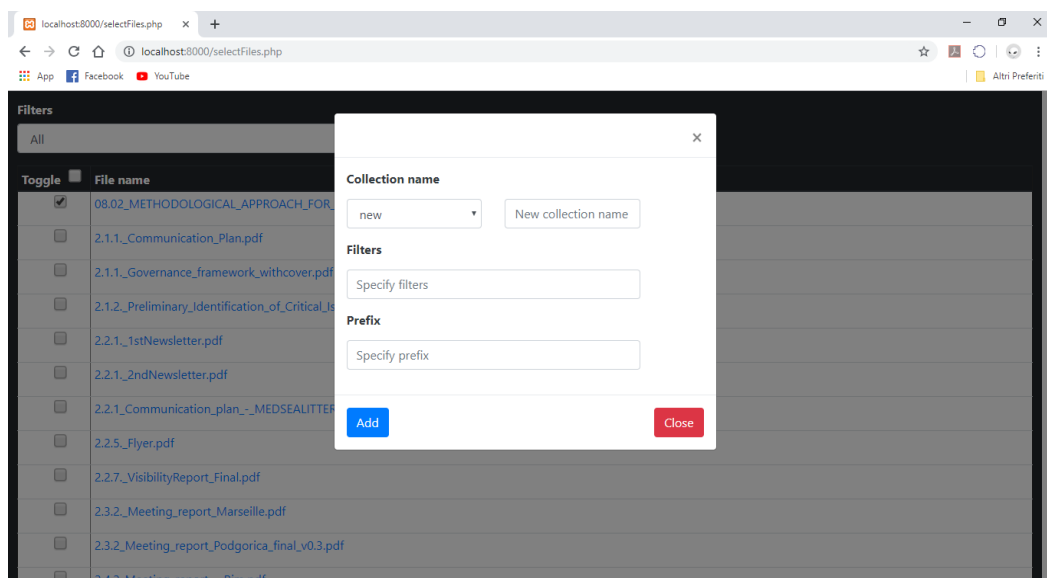 localhost:8000/selectFiles.php
localhost:8000/selectFiles.php
App Facebook YouTube Altri Preferiti
Filters
All
Toggle File name
08.02_METHODOLOGICAL_APPROACH_FOR_
2.1.1._Communication_Plan.pdf
2.1.1._Governance_framework_withcover.pdf
2.1.2._Preliminary_Identification_of_Critical_Is
2.2.1._1stNewsletter.pdf
2.2.1._2ndNewsletter.pdf
2.2.1_Communication_plan_-_MEDSEALITTER
2.2.5._Flyer.pdf
2.2.7._VisibilityReport_Final.pdf
2.3.2._Meeting_report_Marseille.pdf
2.3.2_Meeting_report_Podgorica_final_v0.3.pdf
Collection name
new New collection name
Filters
Specify filters
Prefix
Specify prefix
Add Close